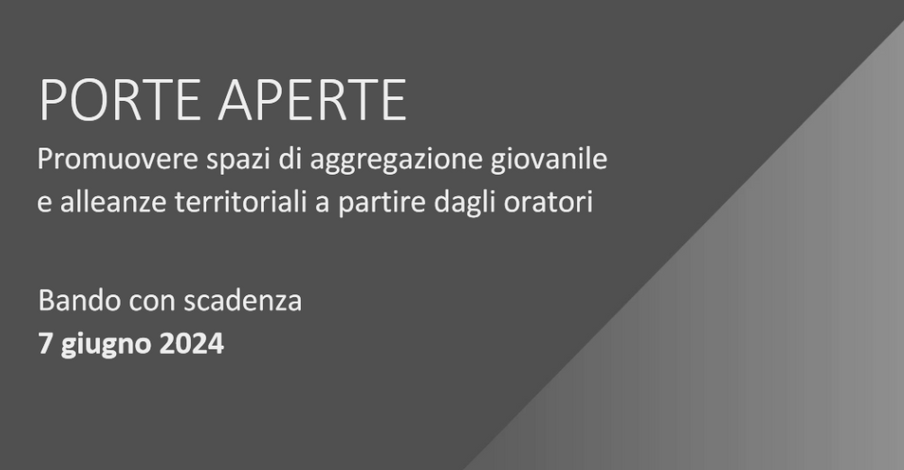 PORTE APERTE
Promuovere spazi di aggregazione giovanile
e alleanze territoriali a partire dagli oratori
Bando con scadenza
7 giugno 2024